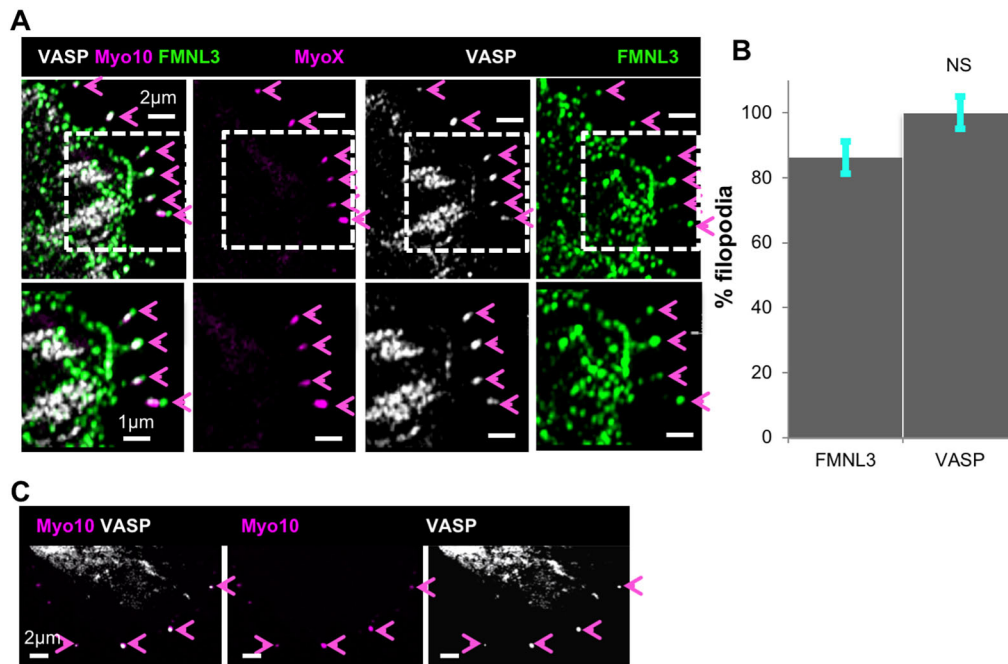 A
VASP Myo10 FMNL3 MyoX VASP FMNL3
2µm
1µm
B
NS
% filopodia
100
80
60
40
20
0
FMNL3 VASP
C
Myo10 VASP Myo10 VASP
2µm